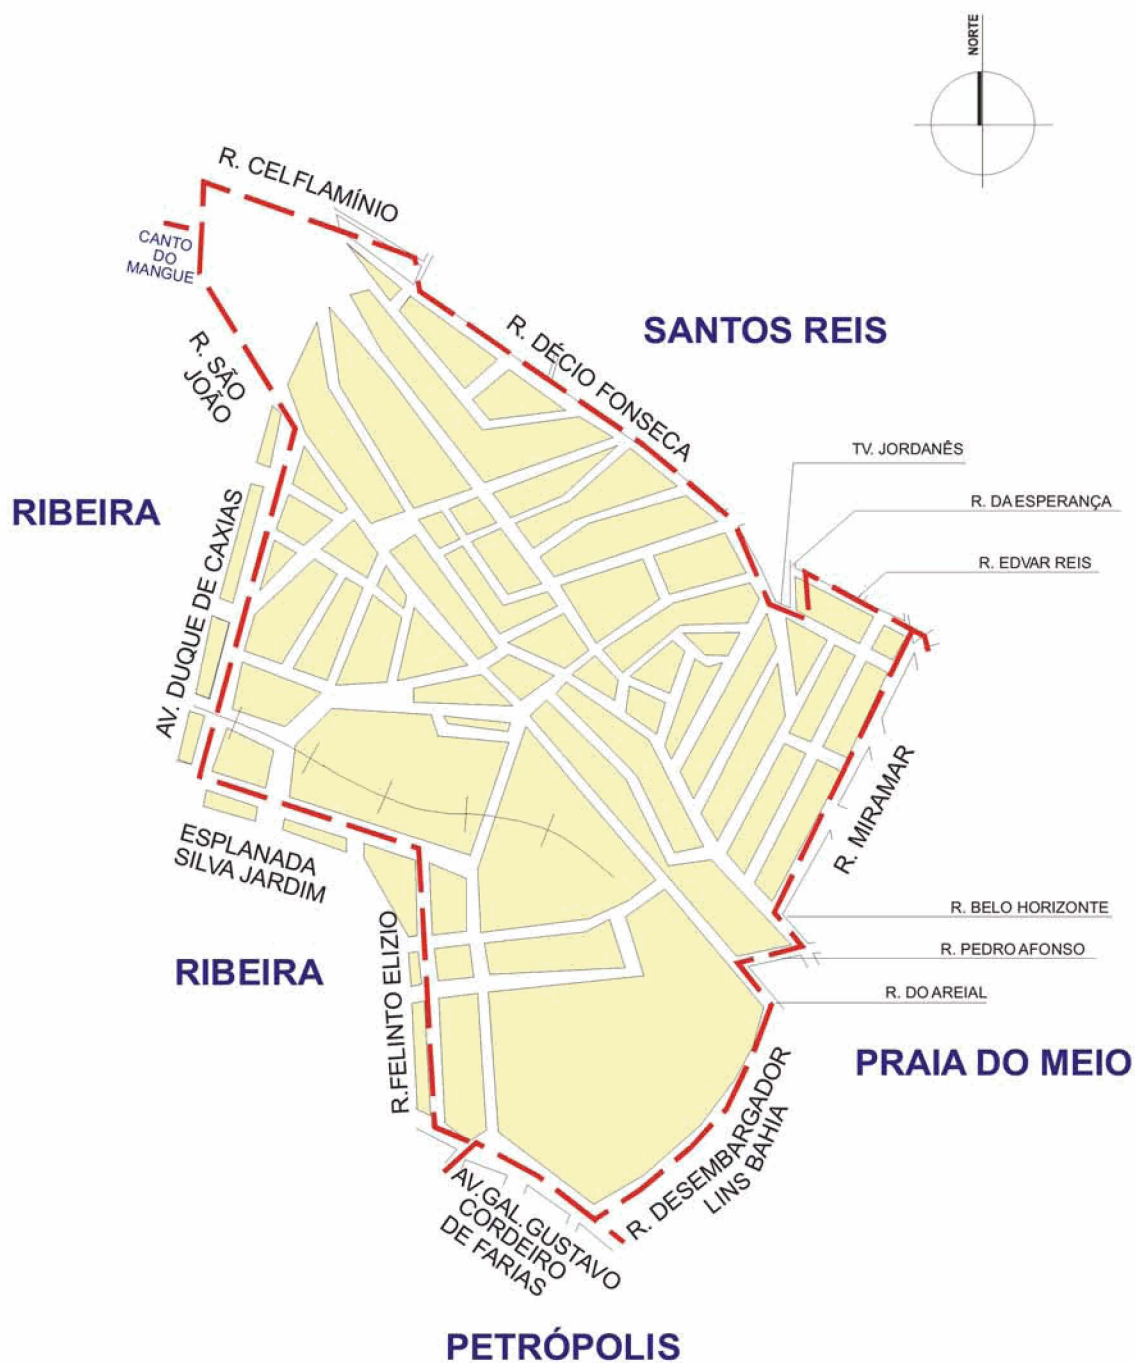 NORTE
R. CELFLAMÍNIO
CANTO
DO
MANGUE
SANTOS REIS
R. DÉCIO FONSECA
R. SÃO
JOÃO
TV. JORDANÊS
RIBEIRA
R. DA ESPERANÇA
AV. DUQUE DE CAXIAS
R. EDVAR REIS
R. MIRAMAR
ESPLANADA
SILVA JARDIM
R. BELO HORIZONTE
R. PEDRO AFONSO
RIBEIRA
R.FELINTO ELIZIO
R. DO AREIAL
PRAIA DO MEIO
R. DESEMBARGADOR
LINS BAHIA
AV.GAL.GUSTAVO
CORDEIRO
DE FARIAS
PETRÓPOLIS